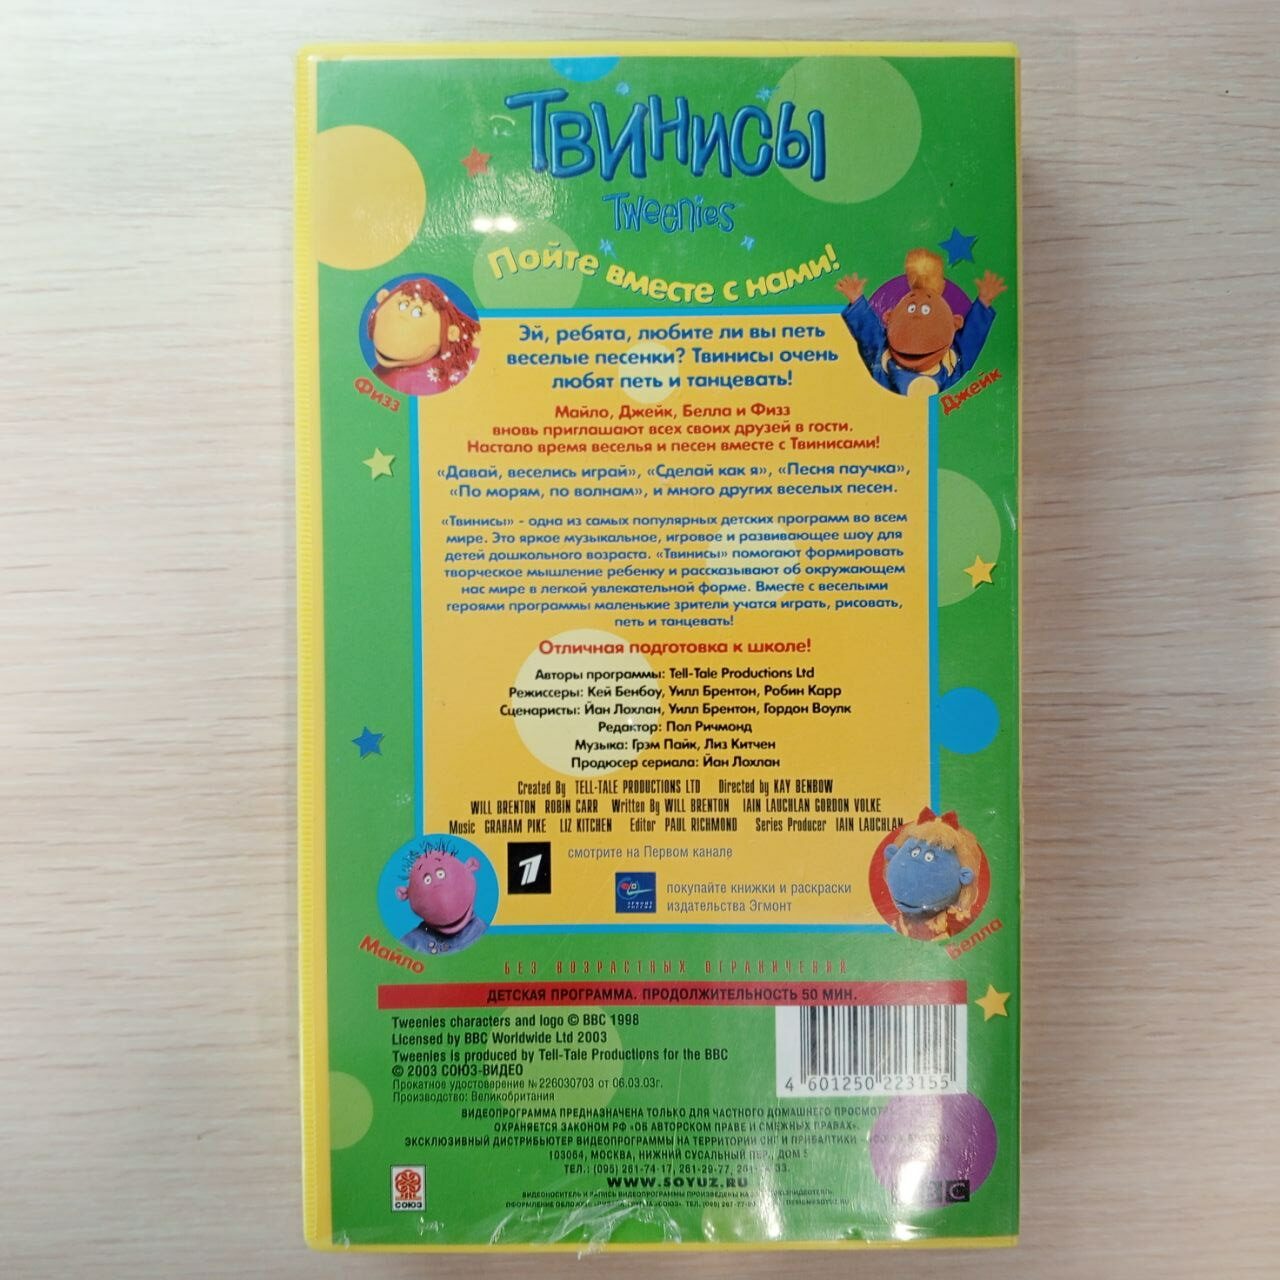 Твинисы
Tweenies
Пойте вместе с нами!
Физз
Джейк
Эй, ребята, любите ли вы петь
веселые песенки? Твинисы очень
любят петь и танцевать!
Майло, Джейк, Белла и Физз
вновь приглашают всех своих друзей в гости.
Настало время веселья и песен вместе с Твинисами!
«Давай, веселись играй», «Сделай как я», «Песня паучка»,
«По морям, по волнам», и много других веселых песен.
«Твинисы» - одна из самых популярных детских программ во всем
мире. Это яркое музыкальное, игровое и развивающее шоу для
детей дошкольного возраста. «Твинисы» помогают формировать
творческое мышление ребенку и рассказывают об окружающем
нас мире в легкой увлекательной форме. Вместе с веселыми
героями программы маленькие зрители учатся играть, рисовать,
петь и танцевать!
Отличная подготовка к школе!
Авторы программы: Tell-Tale Productions Ltd
Режиссеры: Кей Бенбоу, Уилл Брентон, Робин Карр
Сценаристы: Йан Лохлан, Уилл Брентон, Гордон Воулк
Редактор: Пол Ричмонд
Музыка: Грэм Пайк, Лиз Китчен
Продюсер сериала: Йан Лохлан
Created By TELL-TALE PRODUCTIONS LTD Directed by KAY BENBOW
WILL BRENTON ROBIN CARR Written By WILL BRENTON IAIN LAUCHLAN GORDON VOLKE
Music GRAHAM PIKE LIZ KITCHEN Editor PAUL RICHMOND Series Producer IAIN LAUCHLAN
смотрите на Первом канале
покупайте книжки и раскраски
издательства Эгмонт
Майло
Белла
БЕЗ ВОЗРАСТНЫХ ОГРАНИЧЕНИЙ
ДЕТСКАЯ ПРОГРАММА. ПРОДОЛЖИТЕЛЬНОСТЬ 50 МИН.
Tweenies characters and logo © BBC 1998
Licensed by BBC Worldwide Ltd 2003
Tweenies is produced by Tell-Tale Productions for the BBC
© 2003 СОЮЗ-ВИДЕО
Прокатное удостоверение № 226030703 от 06.03.03г.
Производство: Великобритания
4 601250 223155
ВИДЕОПРОГРАММА ПРЕДНАЗНАЧЕНА ТОЛЬКО ДЛЯ ЧАСТНОГО ДОМАШНЕГО
ОХРАНЯЕТСЯ ЗАКОНОМ РФ «ОБ АВТОРСКОМ ПРАВЕ И СМЕЖНЫХ ПРАВАХ».
ЭКСКЛЮЗИВНЫЙ ДИСТРИБЬЮТЕР ВИДЕОПРОГРАММЫ НА ТЕРРИТОРИИ СНГ И ПРИБАЛТИКИ -
103064, МОСКВА, НИЖНИЙ СУСАЛЬНЫЙ ПЕР., ДОМ 5
ТЕЛ.: (095) 261-74-17, 261-29-77,
WWW.SOYUZ.RU
СОЮЗ
BBC